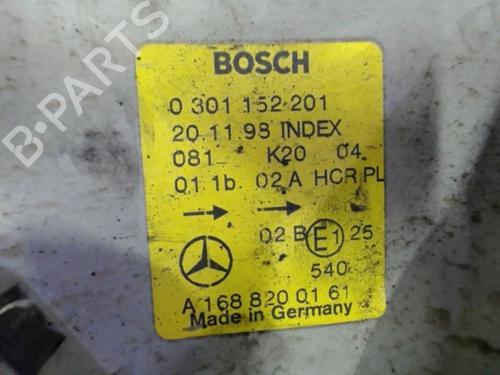 BOSCH
0 301 152 201
20.11.98 INDEX
081 K20 04
01 1b. 02 A HCR PL
02 B E1 25
540
A 168 820 01 61
Made in Germany
B-PARTS